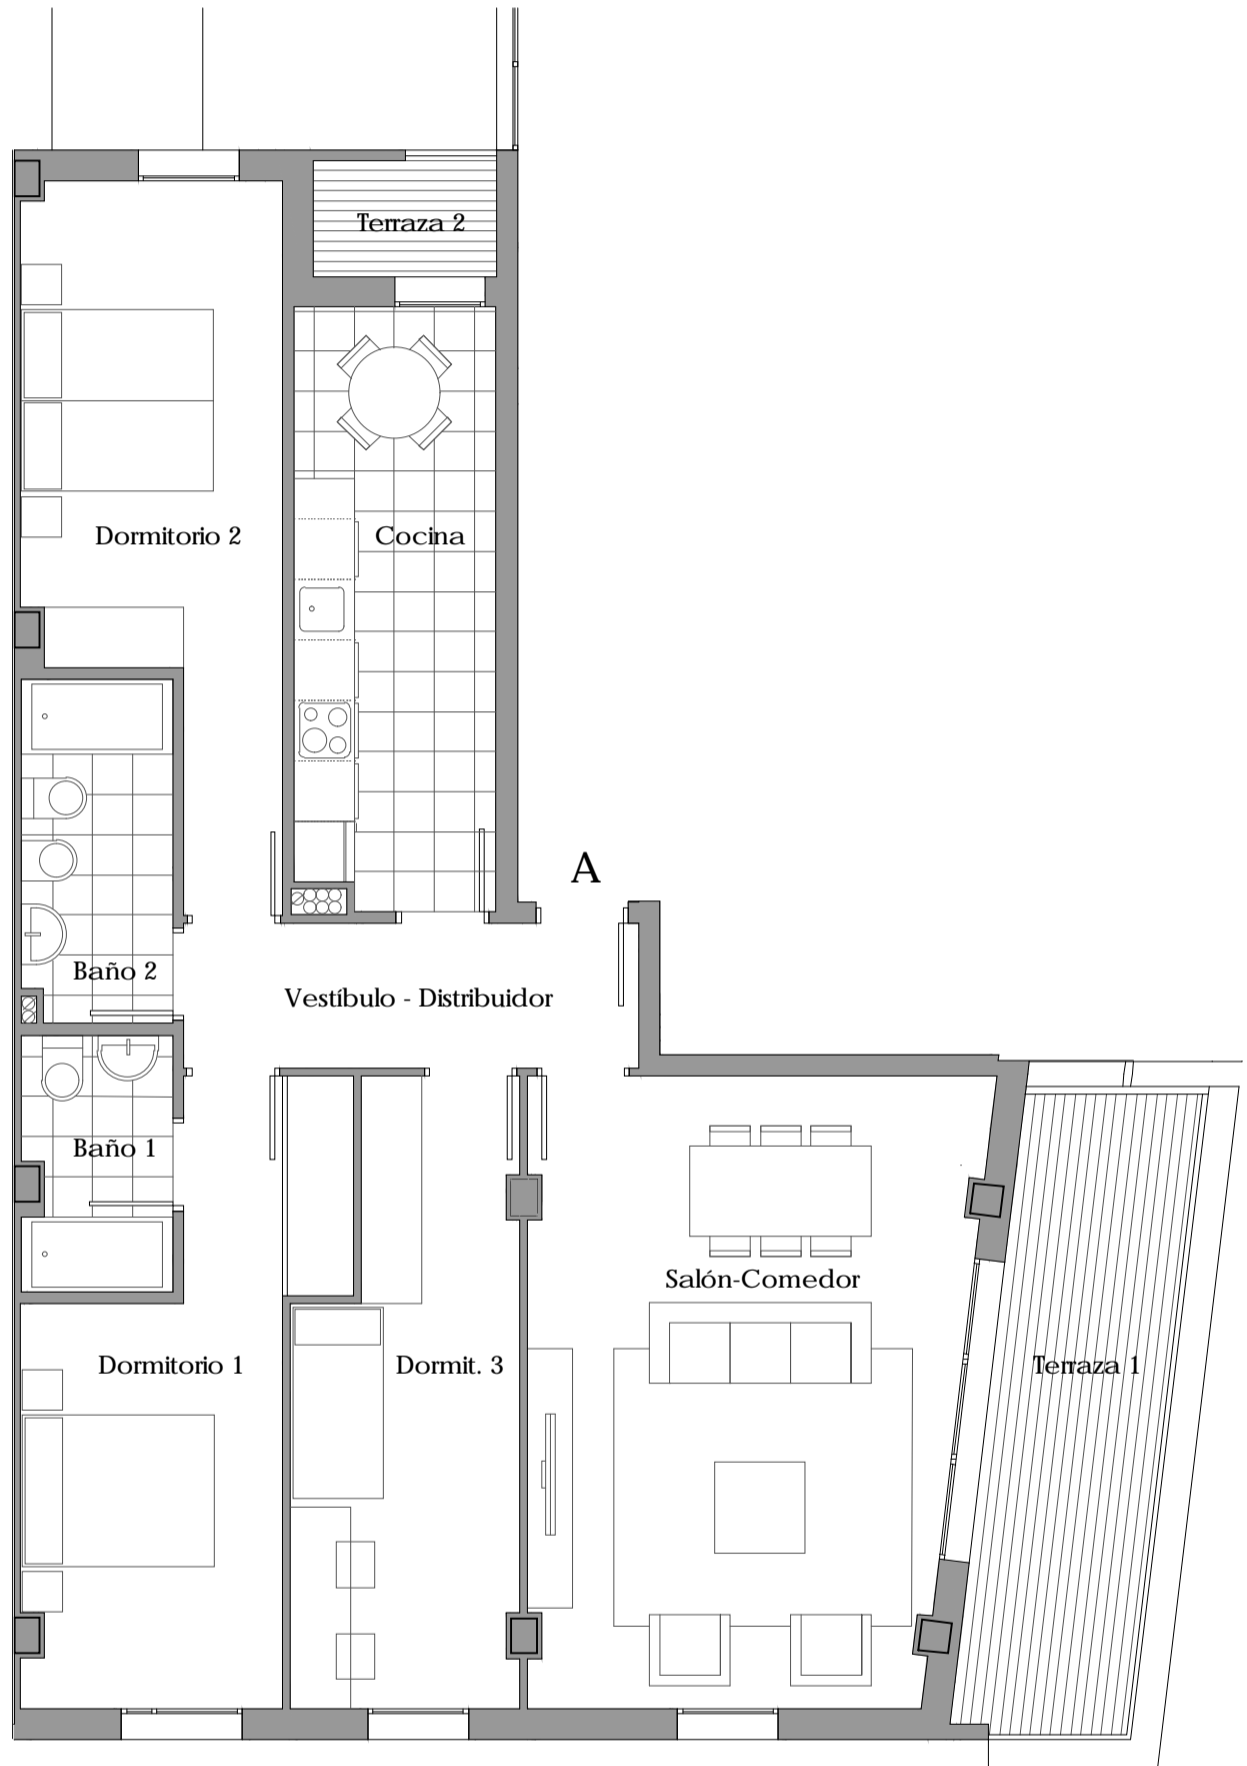 Terraza 2
Dormitorio 2
Cocina
A
Baño 2
Vestíbulo - Distribuidor
Baño 1
Salón-Comedor
Dormitorio 1
Dormit. 3
Terraza 1